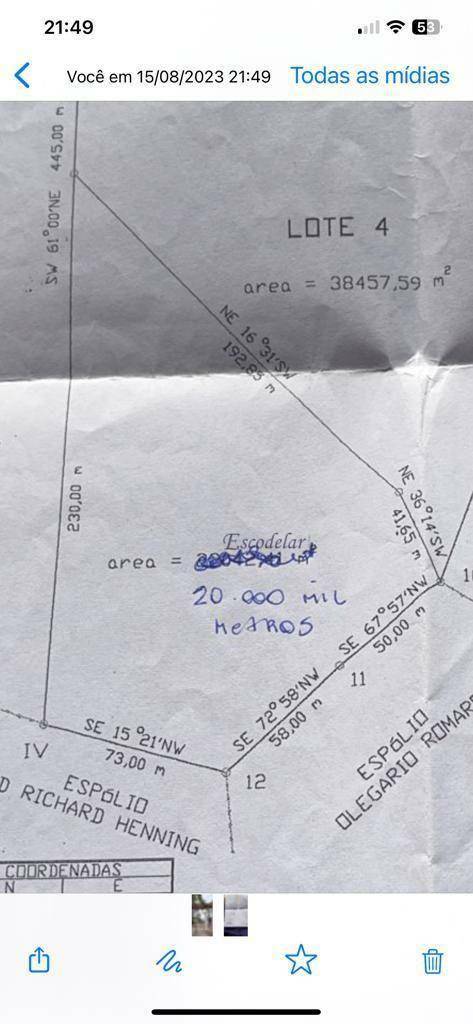 21:49
53
Você em 15/08/2023 21:49
Todas as mídias
SW 61°00'NE 445,00 m
LOTE 4
area = 38457,59 m²
NE 16°31'SW
192,85 m
230,00 m
NE 36°14'SW
41,65 m
Escodelar
area = m²
20.000 MIL
METROS
SE 67°57'NW
50,00 m
11
SE 72°58'NW
58,00 m
12
SE 15°21'NW
73,00 m
IV
ESPóLIO
D RICHARD HENNING
ESPóLIO
OLEGARIO ROMAR
COORDENADAS
N E